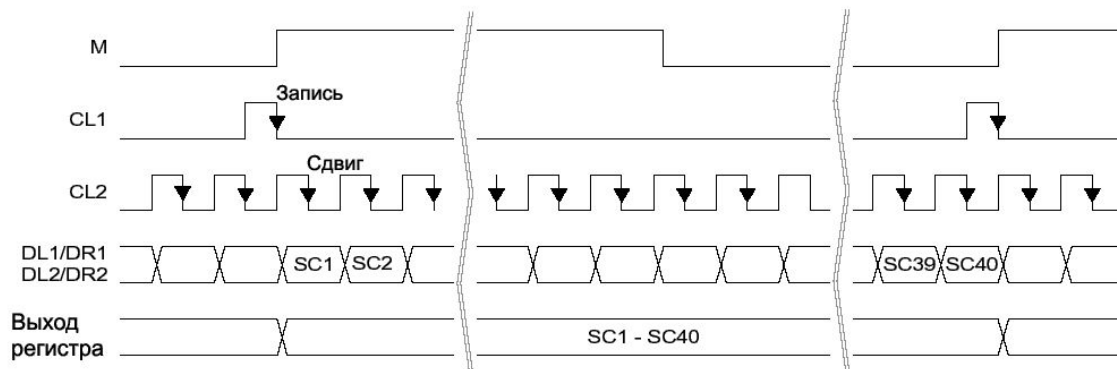 M
Запись
CL1
Сдвиг
CL2
DL1/DR1
DL2/DR2
SC1 SC2 SC39 SC40
Выход
регистра
SC1 - SC40